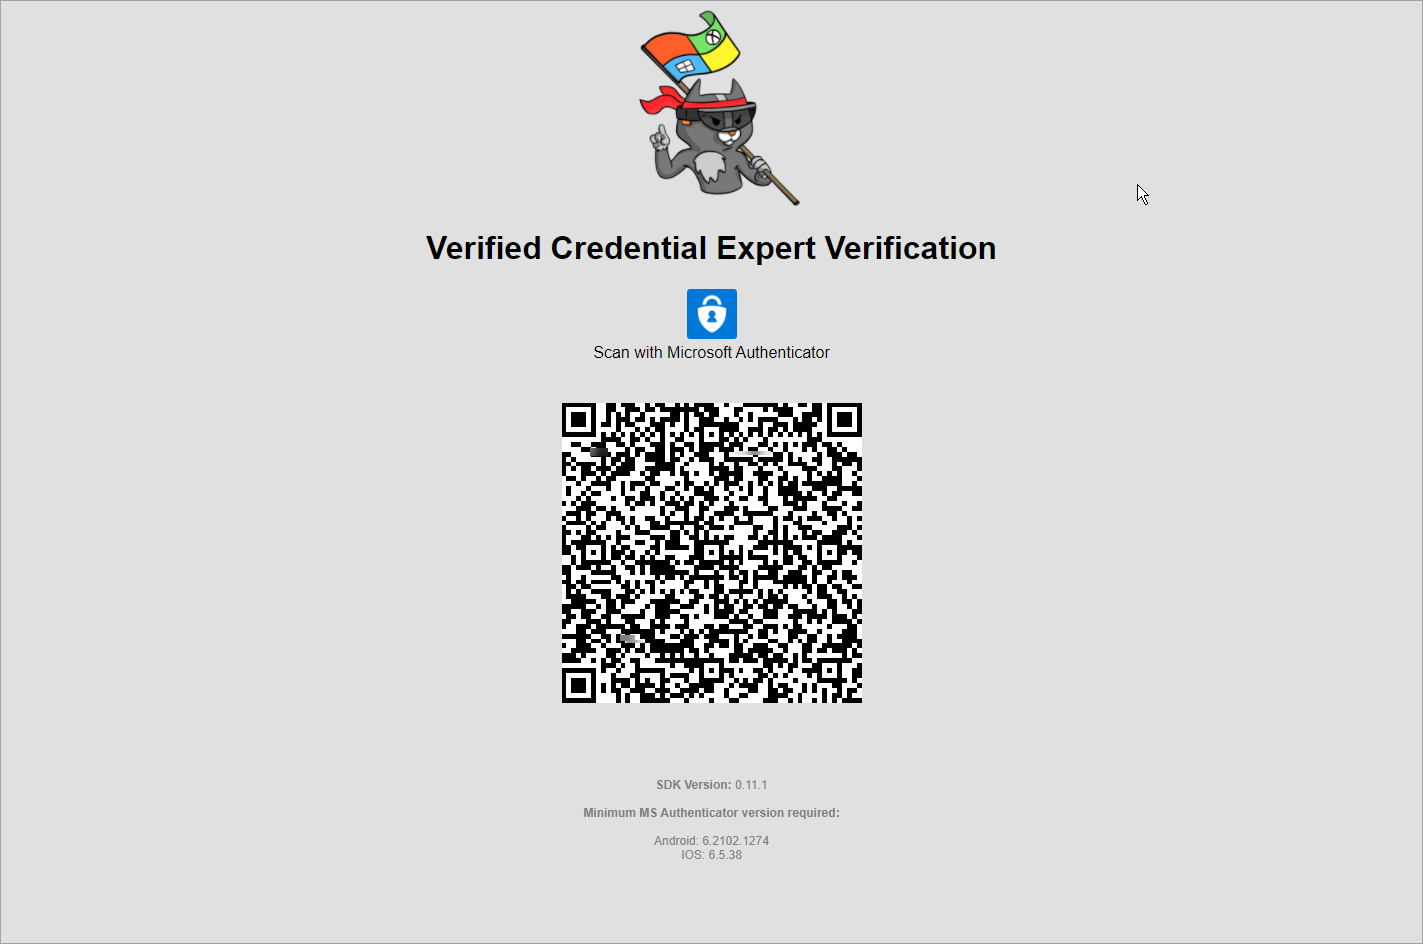 Verified Credential Expert Verification
Scan with Microsoft Authenticator
SDK Version: 0.11.1
Minimum MS Authenticator version required:
Android: 6.2102.1274
IOS: 6.5.38